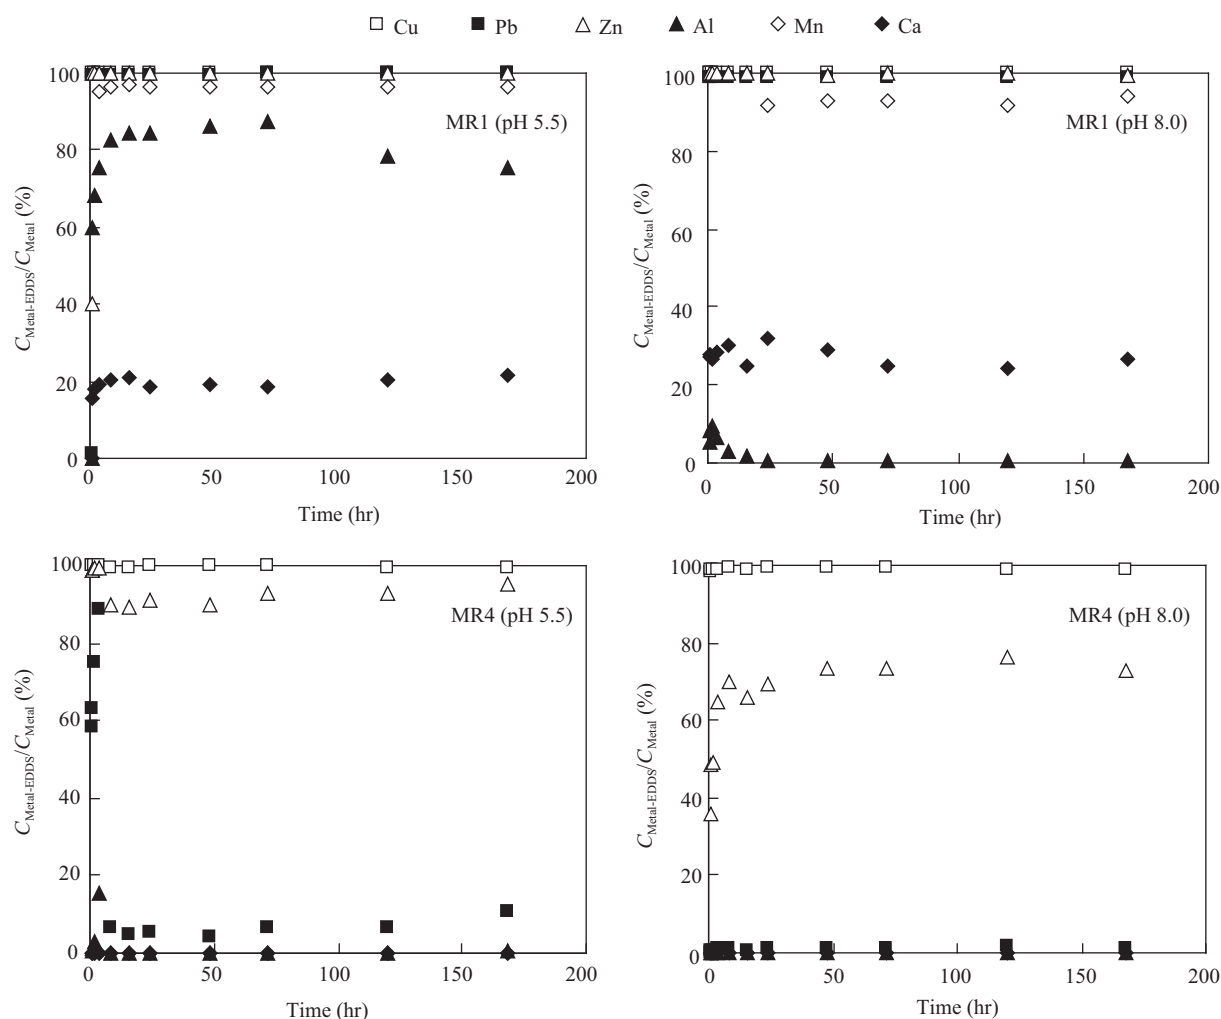 Cu Pb Zn Al Mn Ca
100
80
60
40
20
0
C_Metal-EDDS/C_Metal (%)
MR1 (pH 5.5)
0 50 100 150 200
Time (hr)
100
80
60
40
20
0
C_Metal-EDDS/C_Metal (%)
MR1 (pH 8.0)
0 50 100 150 200
Time (hr)
100
80
60
40
20
0
C_Metal-EDDS/C_Metal (%)
MR4 (pH 5.5)
0 50 100 150 200
Time (hr)
100
80
60
40
20
0
C_Metal-EDDS/C_Metal (%)
MR4 (pH 8.0)
0 50 100 150 200
Time (hr)